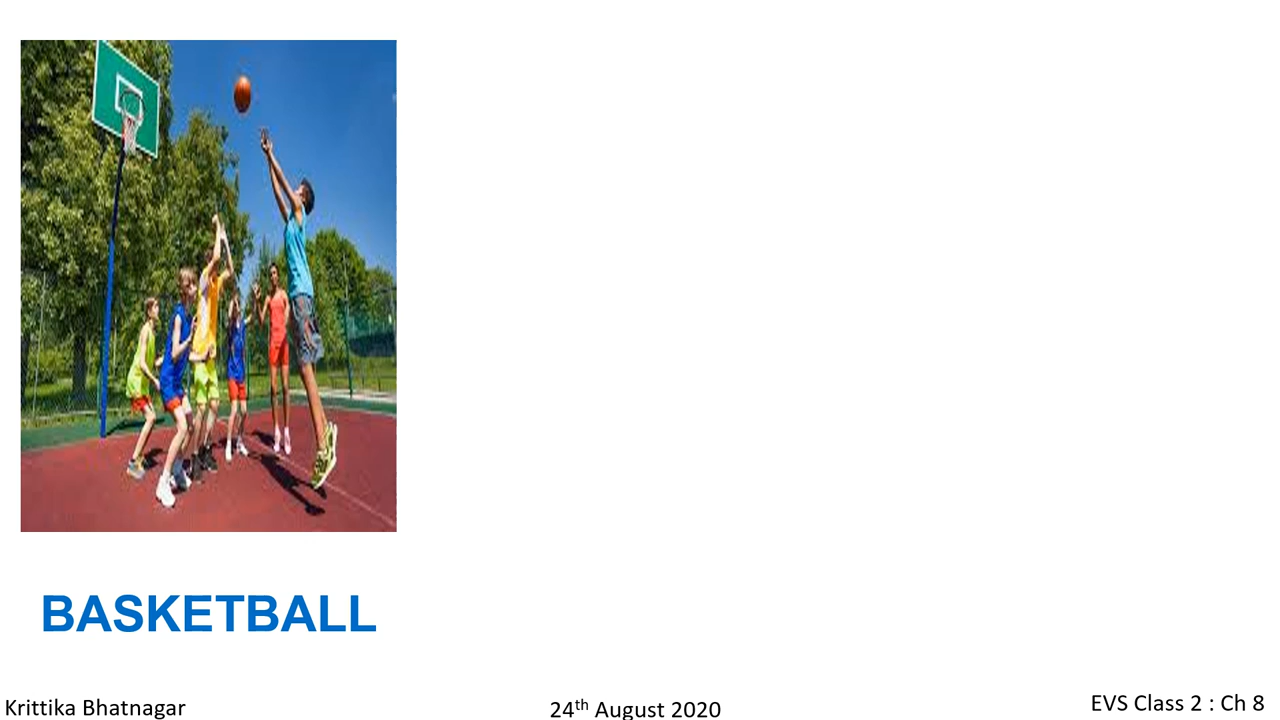 BASKETBALL
Krittika Bhatnagar
24th August 2020
EVS Class 2 : Ch 8